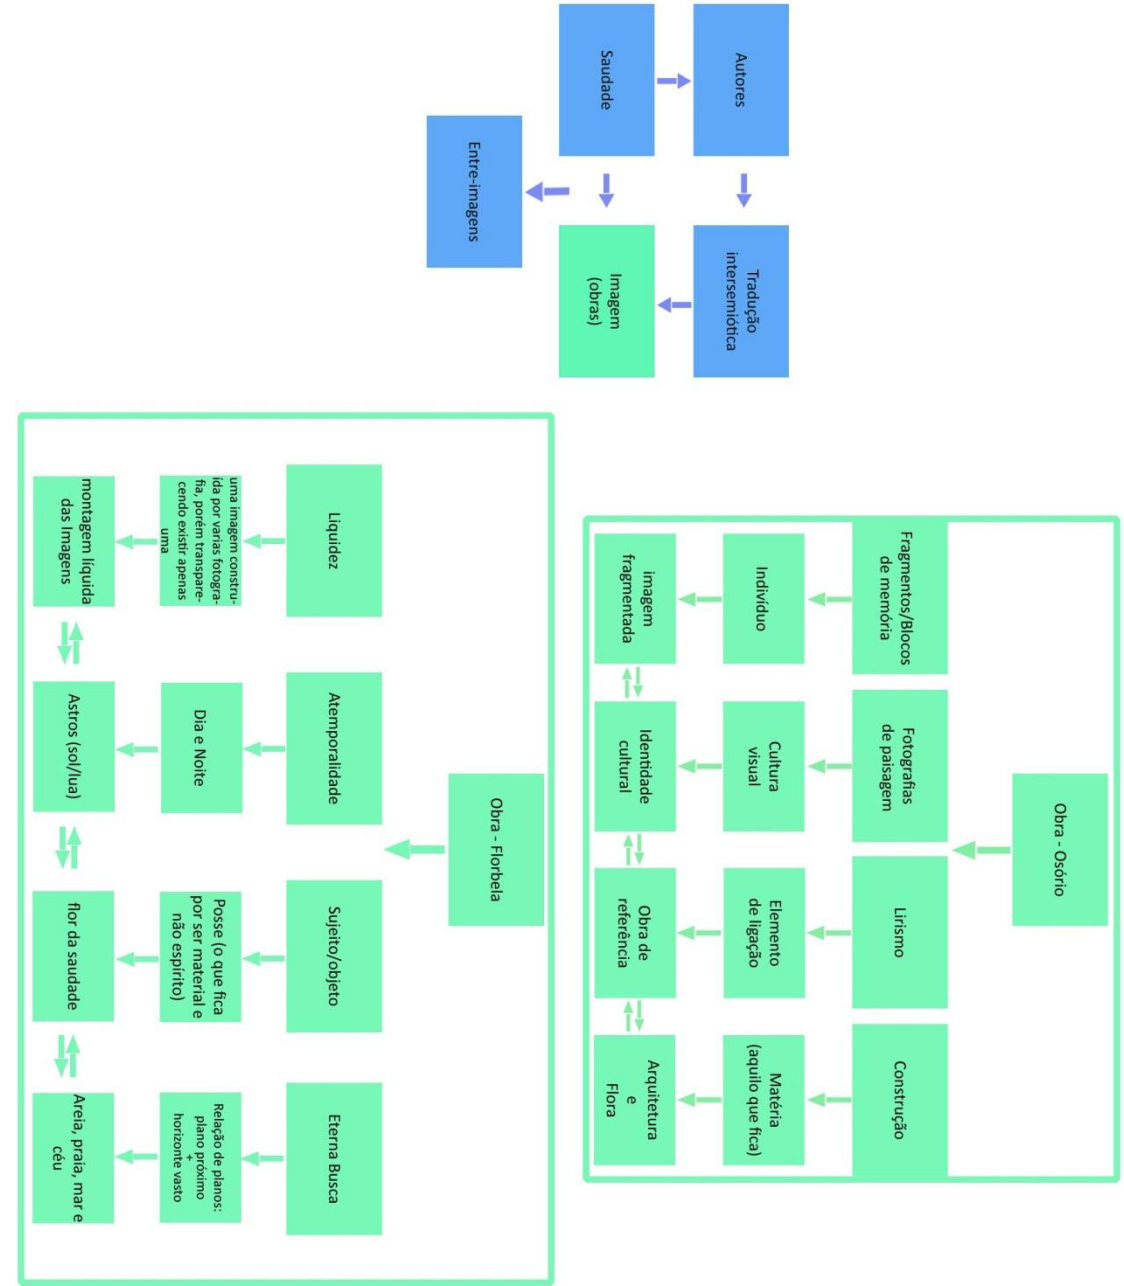 Autores
Tradução
intersemiótica
Saudade
Imagem
(obras)
Entre-imagens
Obra - Osório
Fragmentos/Blocos
de memória
Fotografias
de paisagem
Lirismo
Construção
Indivíduo
Cultura
visual
Elemento
de ligação
Matéria
(aquilo que fica)
imagem
fragmentada
Identidade
cultural
Obra de
referência
Arquitetura
e
Flora
Obra - Florbela
Liquidez
Atemporalidade
Sujeito/objeto
Eterna Busca
uma imagem constru-
ida por varias fotogra-
fia, porém transpare-
cendo existir apenas
uma
Dia e Noite
Posse (o que fica
por ser material e
não espírito)
Relação de planos:
plano próximo
+
horizonte vasto
montagem líquida
das Imagens
Astros (sol/lua)
flor da saudade
Areia, praia, mar e
céu